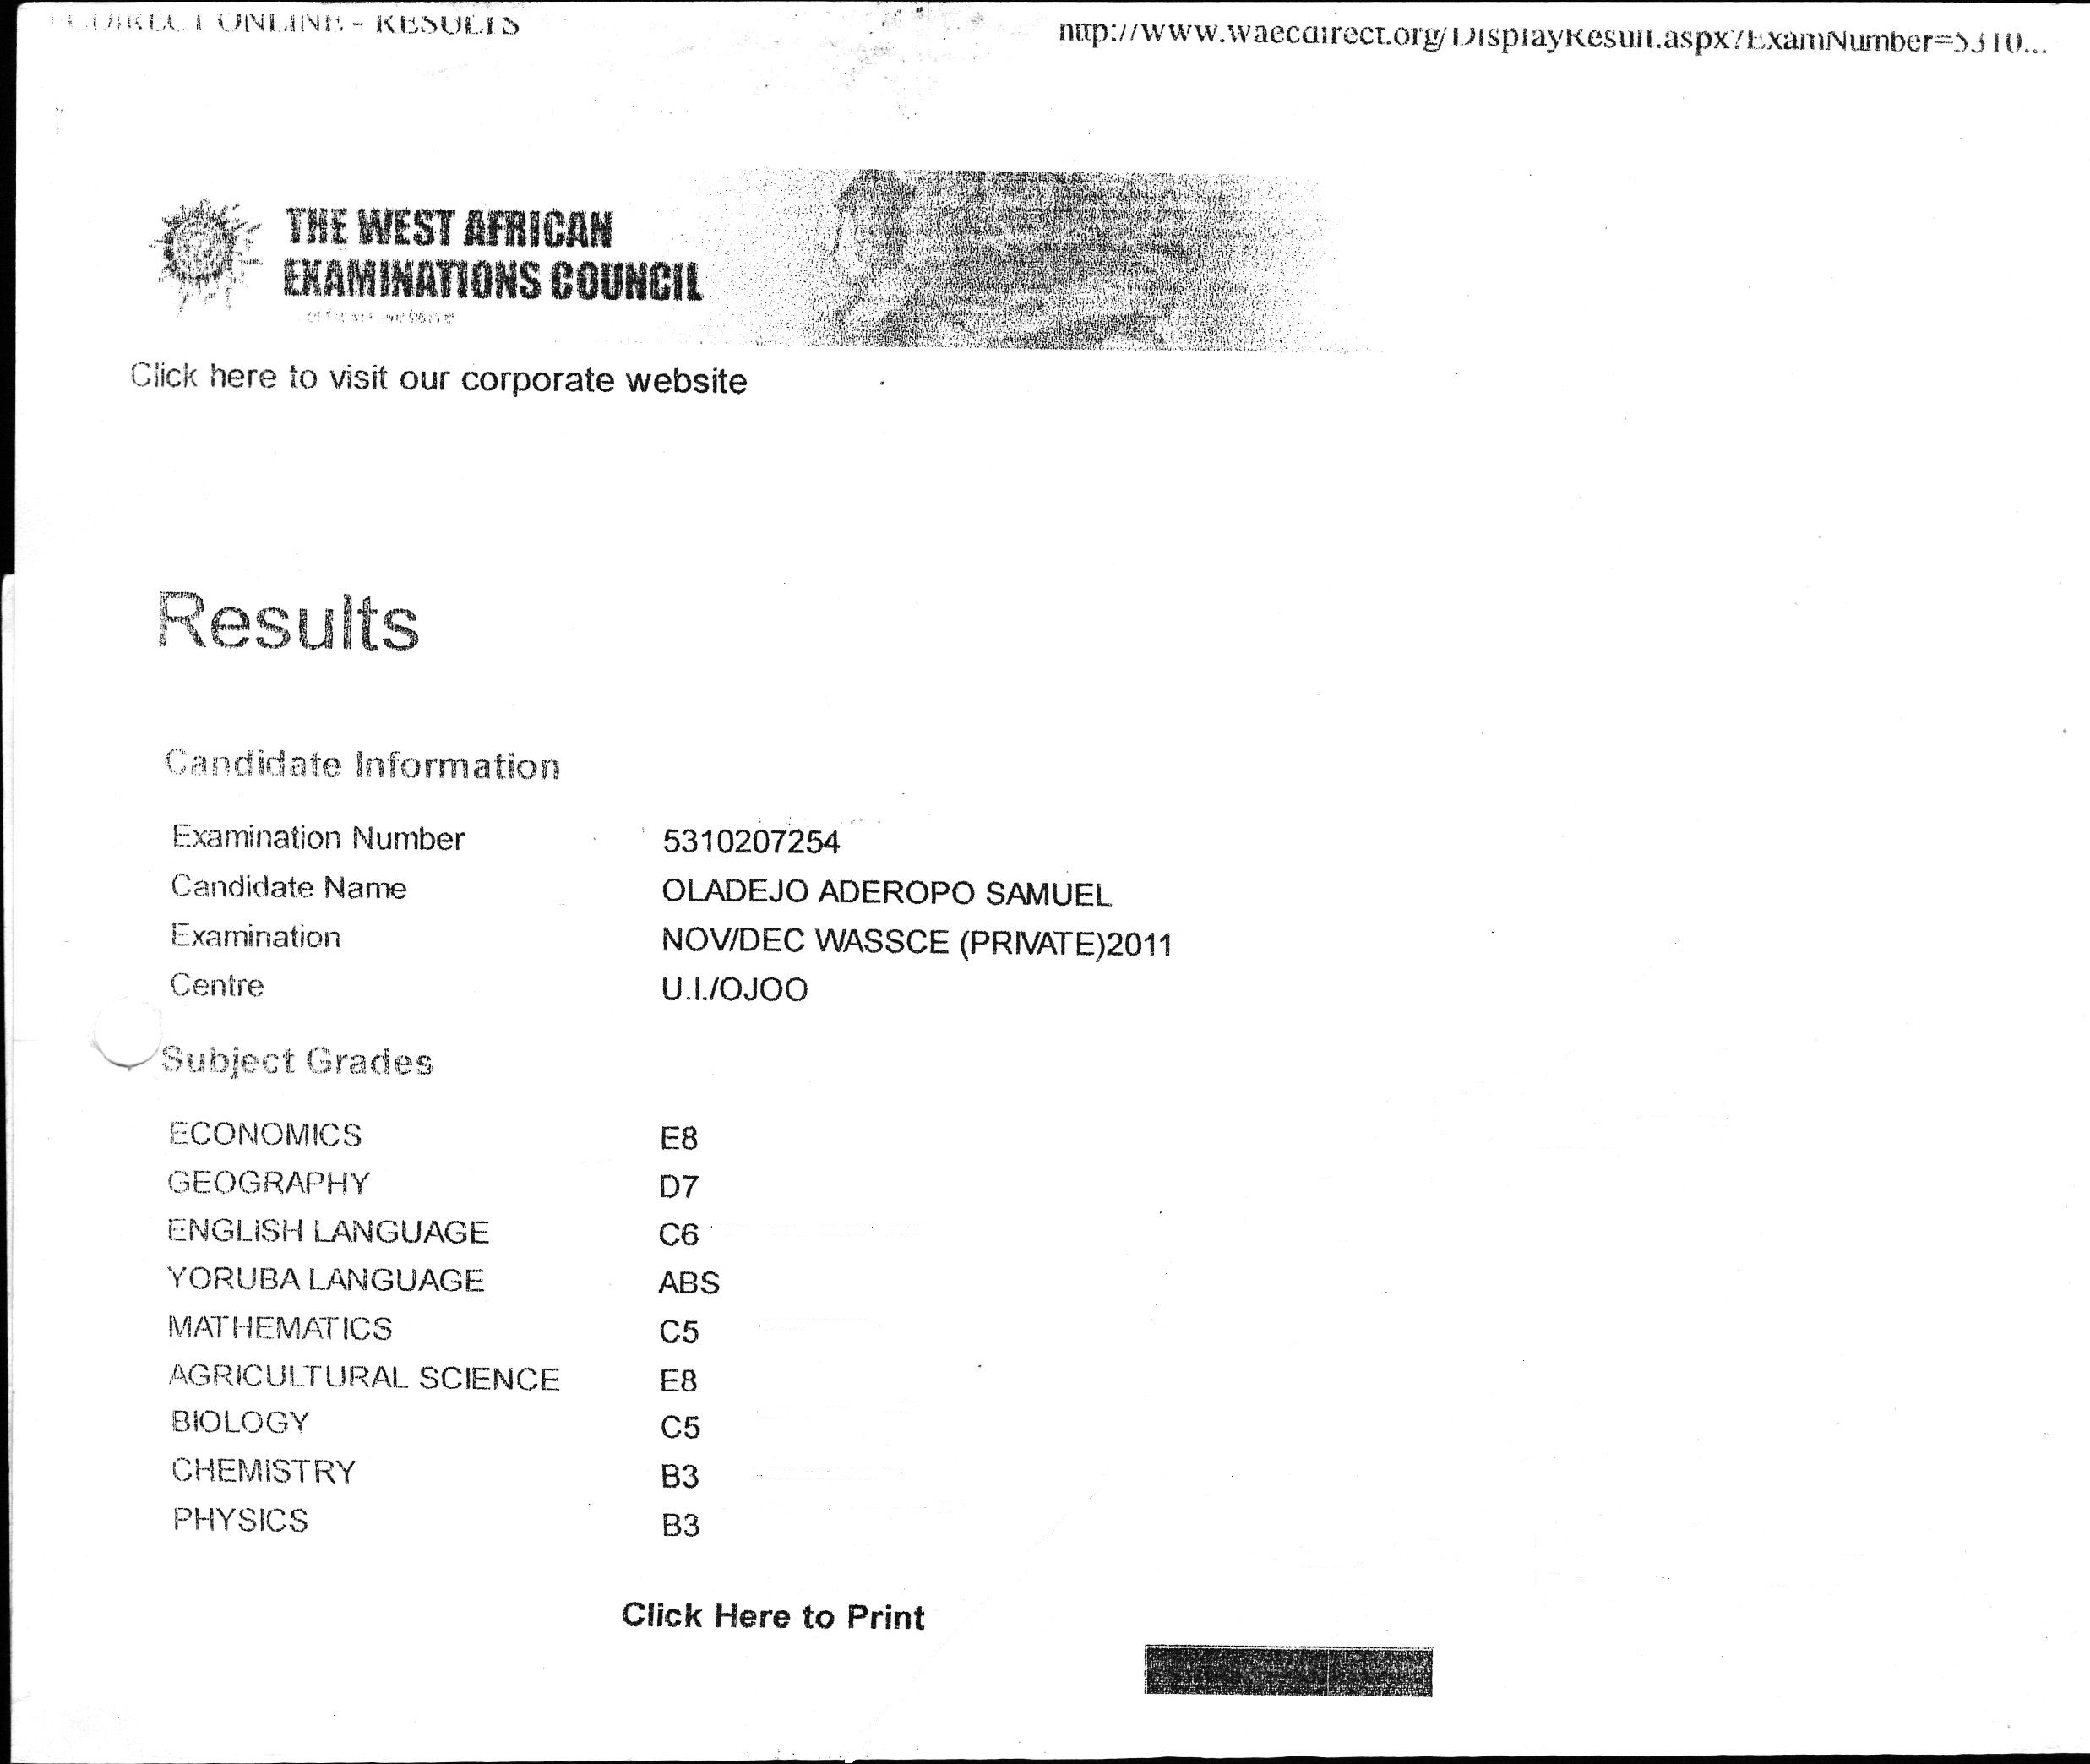 DIRECT ONLINE - RESULTS
http://www.waecdirect.org/DisplayResult.aspx?ExamNumber=5310...
THE WEST AFRICAN
EXAMINATIONS COUNCIL
official website
Click here to visit our corporate website
Results
Candidate Information
Examination Number 5310207254
Candidate Name OLADEJO ADEROPO SAMUEL
Examination NOV/DEC WASSCE (PRIVATE)2011
Centre U.I./OJOO
Subject Grades
ECONOMICS E8
GEOGRAPHY D7
ENGLISH LANGUAGE C6
YORUBA LANGUAGE ABS
MATHEMATICS C5
AGRICULTURAL SCIENCE E8
BIOLOGY C5
CHEMISTRY B3
PHYSICS B3
Click Here to Print